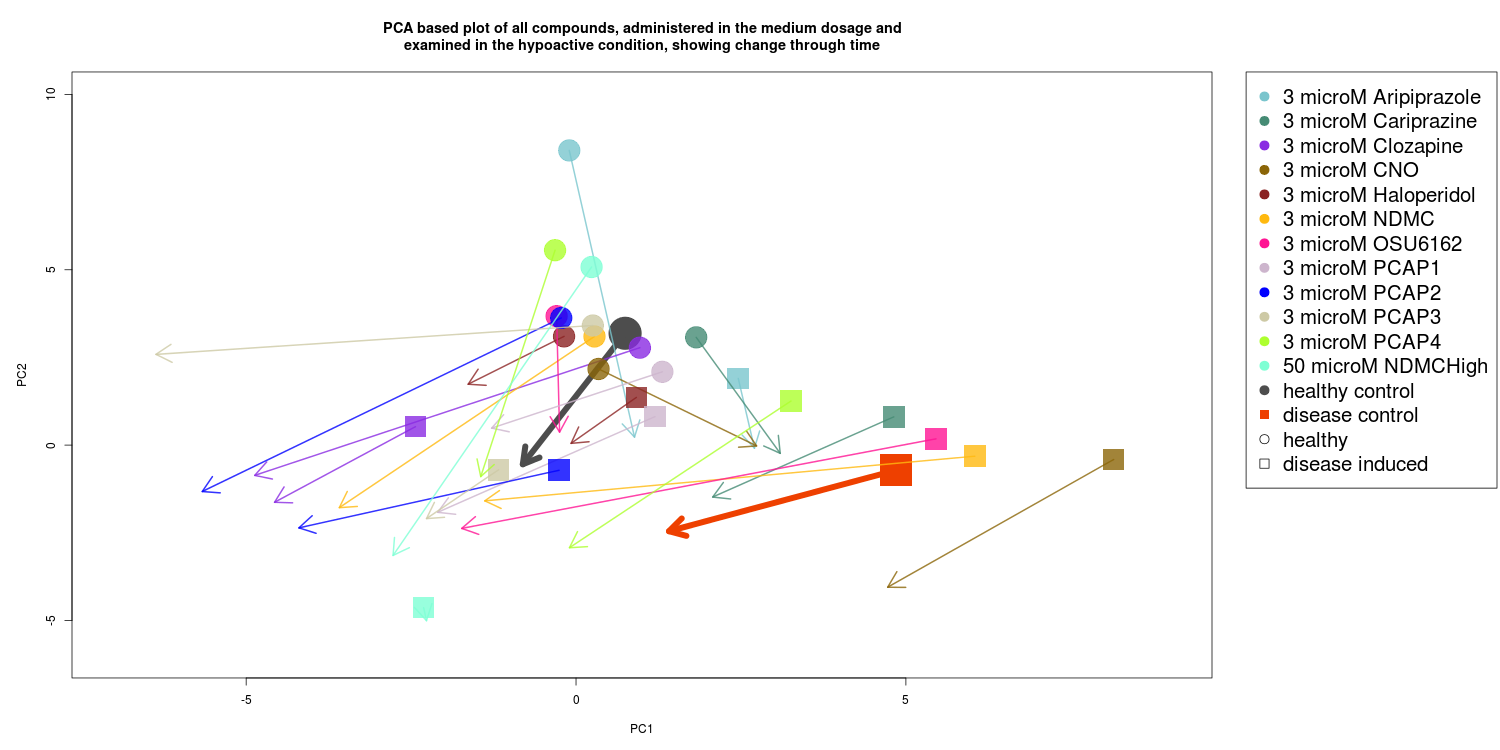 PCA based plot of all compounds, administered in the medium dosage and
examined in the hypoactive condition, showing change through time
10
5
0
-5
PC2
-5
0
5
PC1
3 microM Aripiprazole
3 microM Cariprazine
3 microM Clozapine
3 microM CNO
3 microM Haloperidol
3 microM NDMC
3 microM OSU6162
3 microM PCAP1
3 microM PCAP2
3 microM PCAP3
3 microM PCAP4
50 microM NDMCHigh
healthy control
disease control
healthy
disease induced